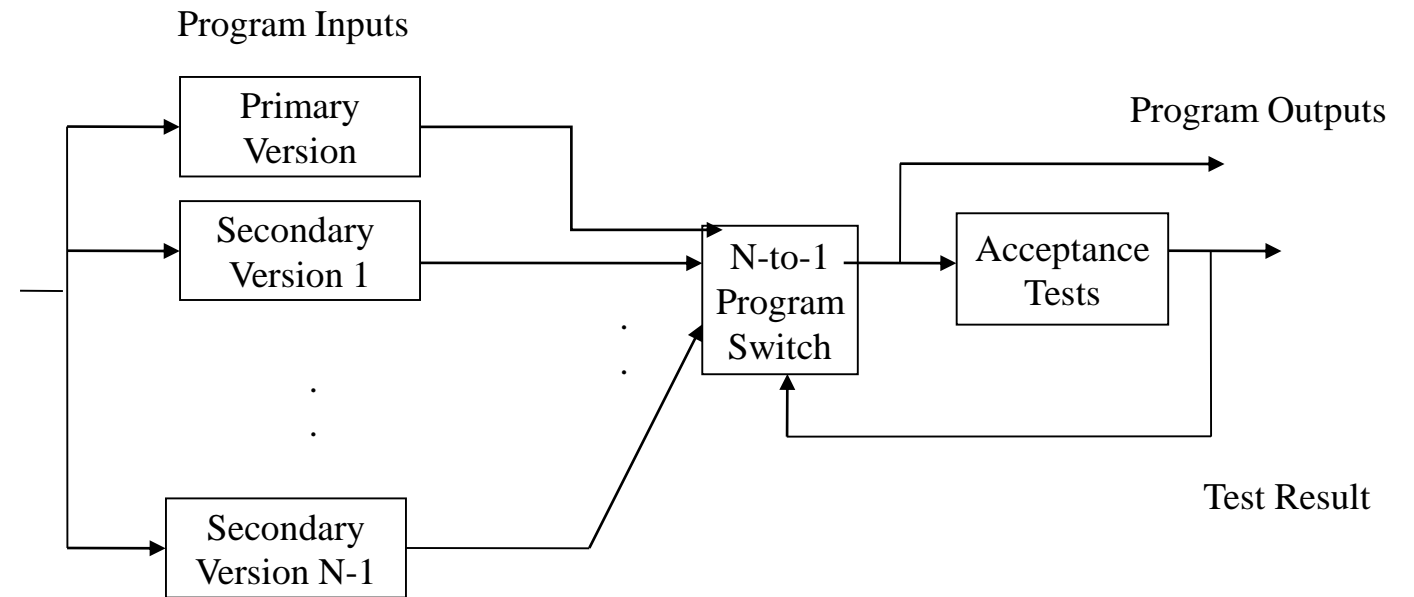 Program Inputs
Primary
Version
Program Outputs
Secondary
Version 1
N-to-1
Program
Switch
Acceptance
Tests
.
.
.
.
Test Result
Secondary
Version N-1